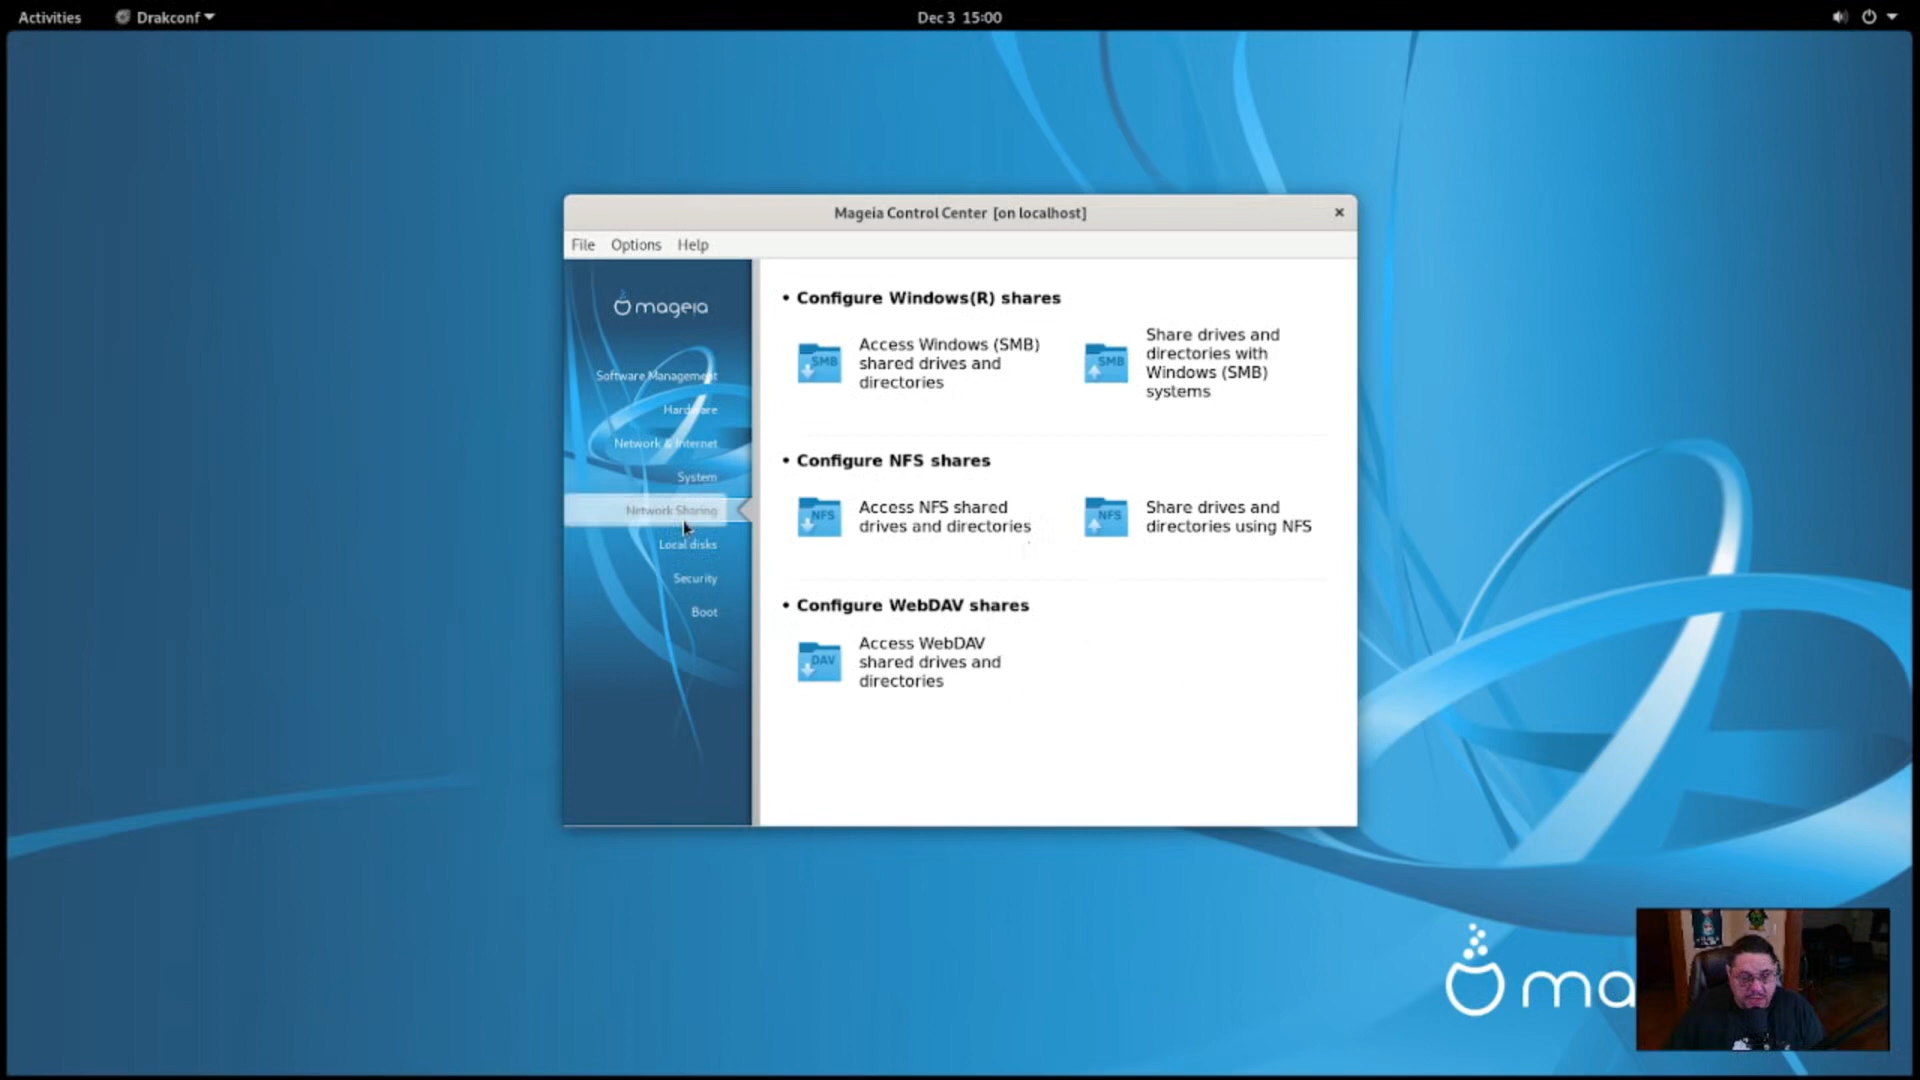 Activities
Drakconf
Dec 3 15:00
Mageia Control Center [on localhost]
File Options Help
mageia
Software Management
Hardware
Network & Internet
System
Network Sharing
Local disks
Security
Boot
• Configure Windows(R) shares
SMB
Access Windows (SMB)
shared drives and
directories
SMB
Share drives and
directories with
Windows (SMB)
systems
• Configure NFS shares
NFS
Access NFS shared
drives and directories
NFS
Share drives and
directories using NFS
• Configure WebDAV shares
DAV
Access WebDAV
shared drives and
directories
ma